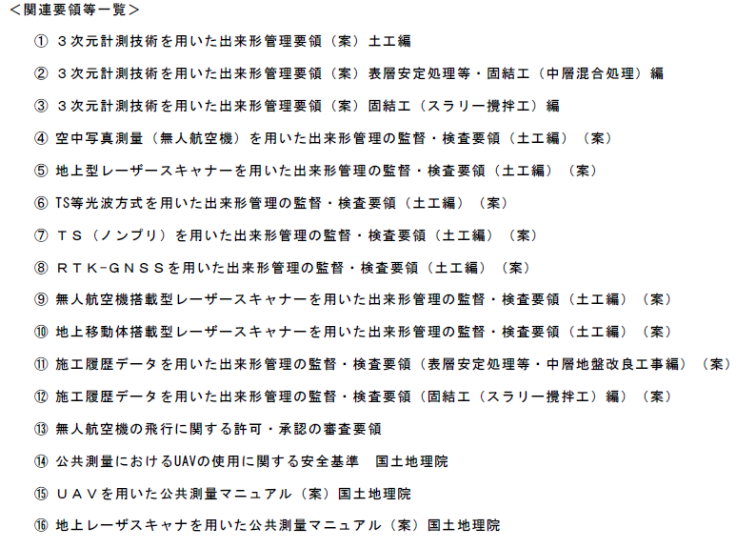 ＜関連要領等一覧＞
① ３次元計測技術を用いた出来形管理要領（案）土工編
② ３次元計測技術を用いた出来形管理要領（案）表層安定処理等・固結工（中層混合処理）編
③ ３次元計測技術を用いた出来形管理要領（案）固結工（スラリー攪拌工）編
④ 空中写真測量（無人航空機）を用いた出来形管理の監督・検査要領（土工編）（案）
⑤ 地上型レーザースキャナーを用いた出来形管理の監督・検査要領（土工編）（案）
⑥ TS等光波方式を用いた出来形管理の監督・検査要領（土工編）（案）
⑦ ＴＳ（ノンプリ）を用いた出来形管理の監督・検査要領（土工編）（案）
⑧ ＲＴＫ-ＧＮＳＳを用いた出来形管理の監督・検査要領（土工編）（案）
⑨ 無人航空機搭載型レーザースキャナーを用いた出来形管理の監督・検査要領（土工編）（案）
⑩ 地上移動体搭載型レーザースキャナーを用いた出来形管理の監督・検査要領（土工編）（案）
⑪ 施工履歴データを用いた出来形管理の監督・検査要領（表層安定処理等・中層地盤改良工事編）（案）
⑫ 施工履歴データを用いた出来形管理の監督・検査要領（固結工（スラリー攪拌工）編）（案）
⑬ 無人航空機の飛行に関する許可・承認の審査要領
⑭ 公共測量におけるUAVの使用に関する安全基準　国土地理院
⑮ ＵＡＶを用いた公共測量マニュアル（案）国土地理院
⑯ 地上レーザスキャナを用いた公共測量マニュアル（案）国土地理院